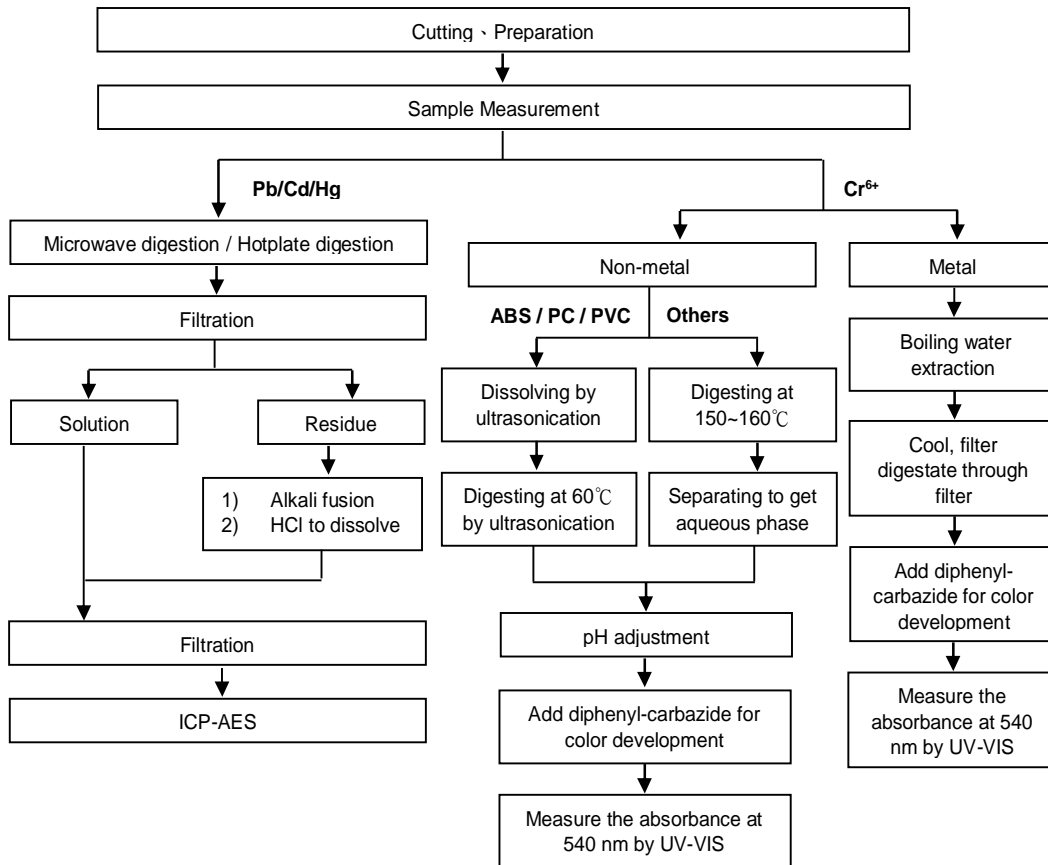 Cutting、Preparation
Sample Measurement
Pb/Cd/Hg
Cr⁶⁺
Microwave digestion / Hotplate digestion
Non-metal
Metal
Filtration
ABS / PC / PVC
Others
Boiling water
extraction
Solution
Residue
Dissolving by
ultrasonication
Digesting at
150~160℃
Cool, filter
digestate through
filter
1) Alkali fusion
2) HCl to dissolve
Digesting at 60℃
by ultrasonication
Separating to get
aqueous phase
Add diphenyl-
carbazide for color
development
Filtration
pH adjustment
Measure the
absorbance at 540
nm by UV-VIS
ICP-AES
Add diphenyl-carbazide for
color development
Measure the absorbance at
540 nm by UV-VIS